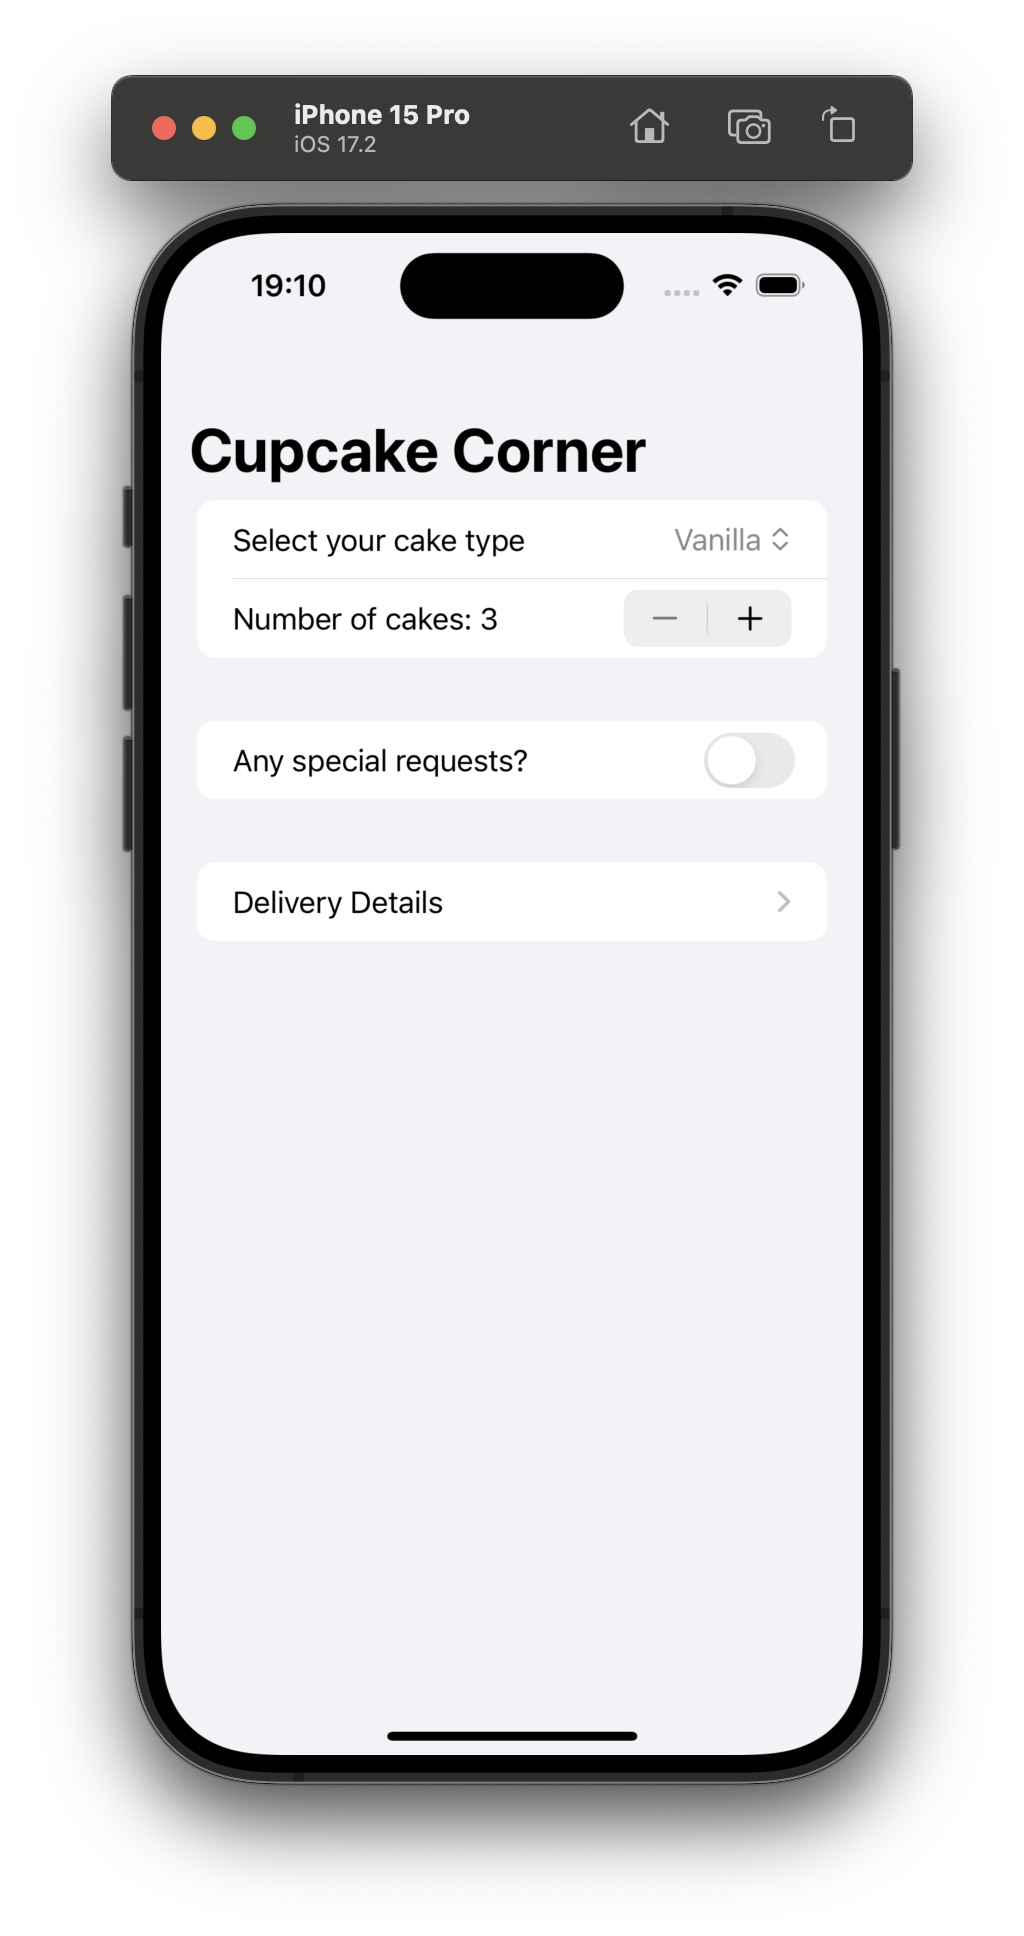 iPhone 15 Pro
iOS 17.2
19:10
Cupcake Corner
Select your cake type Vanilla
Number of cakes: 3
Any special requests?
Delivery Details